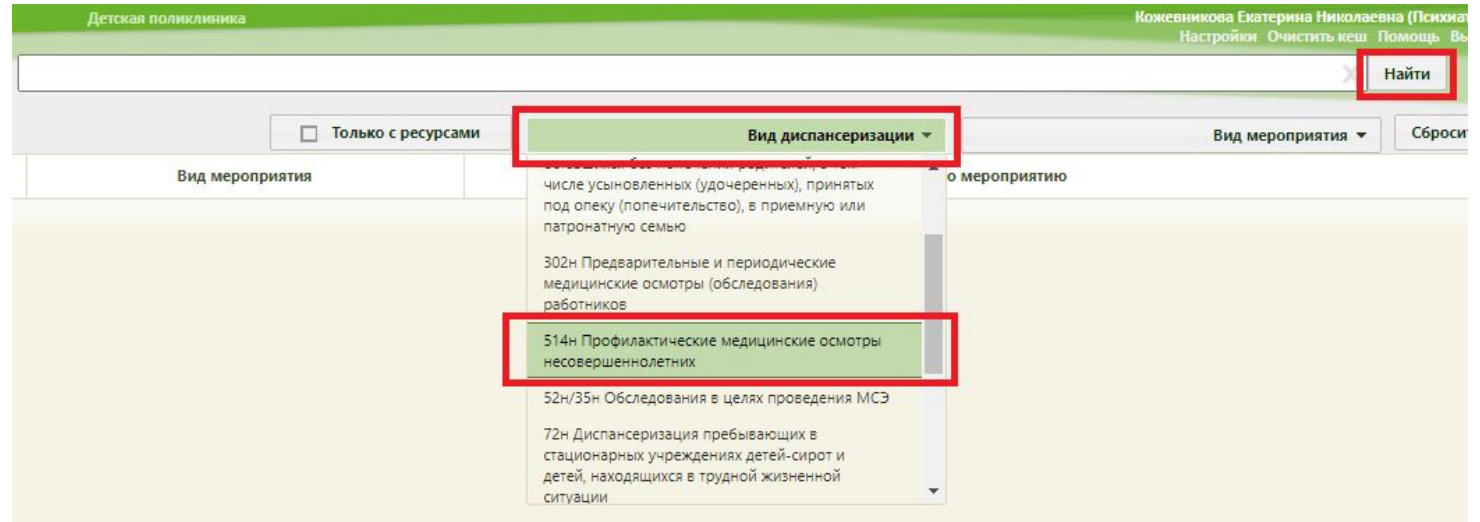 Детская поликлиника
Кожевникова Екатерина Николаевна (Психиат
Настройки Очистить кеш Помощь Вы
Найти
Только с ресурсами
Вид диспансеризации
Вид мероприятия
Сбросит
Вид мероприятия
о мероприятию
числе усыновленных (удочеренных), принятых
под опеку (попечительство), в приемную или
патронатную семью
302н Предварительные и периодические
медицинские осмотры (обследования)
работников
514н Профилактические медицинские осмотры
несовершеннолетних
52н/35н Обследования в целях проведения МСЭ
72н Диспансеризация пребывающих в
стационарных учреждениях детей-сирот и
детей, находящихся в трудной жизненной
ситуации